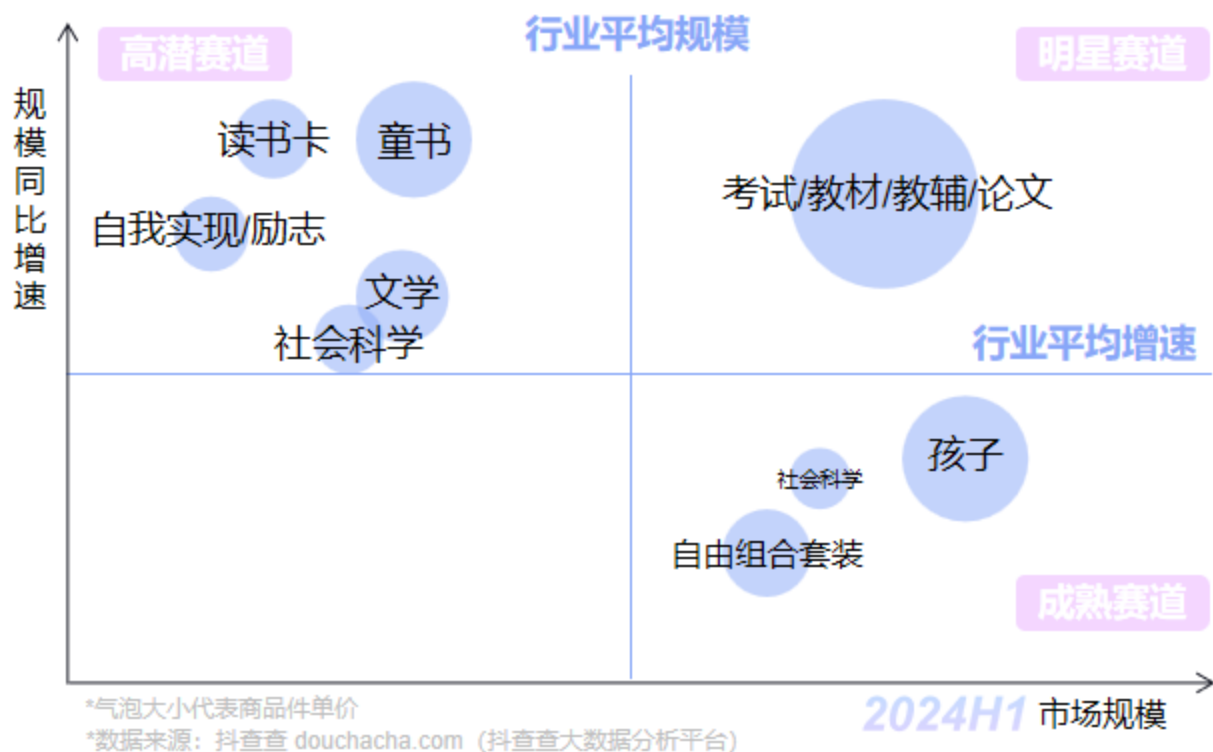 行业平均规模
高潜赛道
明星赛道
规模同比增速
读书卡
童书
考试/教材/教辅/论文
自我实现/励志
文学
社会科学
行业平均增速
孩子
社会科学
自由组合套装
成熟赛道
*气泡大小代表商品件单价
2024H1 市场规模
*数据来源：抖查查 douchacha.com（抖查查大数据分析平台）